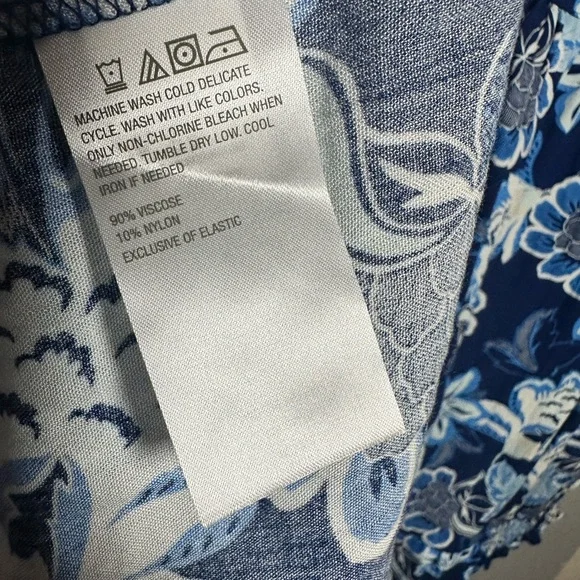 MACHINE WASH COLD DELICATE
CYCLE. WASH WITH LIKE COLORS.
ONLY NON-CHLORINE BLEACH WHEN
NEEDED. TUMBLE DRY LOW. COOL
IRON IF NEEDED
90% VISCOSE
10% NYLON
EXCLUSIVE OF ELASTIC